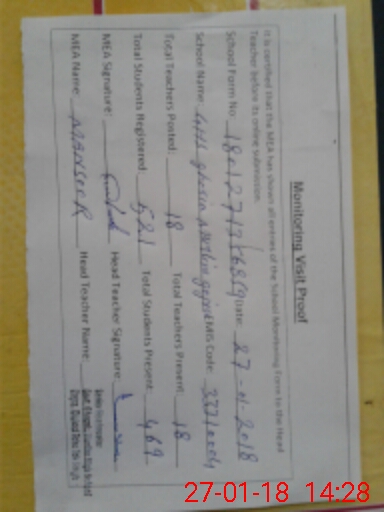 Monitoring Visit Proof
It is certified that the MEA has shown all entries of the School Monitoring Form to the Head
Teacher before its online submission.
School Form No: Date: 27-01-2018
School Name: GHS EMIS Code:
Total Teachers Posted: 18 Total Teachers Present: 18
Total Students Registered: 521 Total Students Present: 469
MEA Signature: Head Teacher Signature:
MEA Name: MANSOOR Head Teacher Name:
27-01-18 14:28